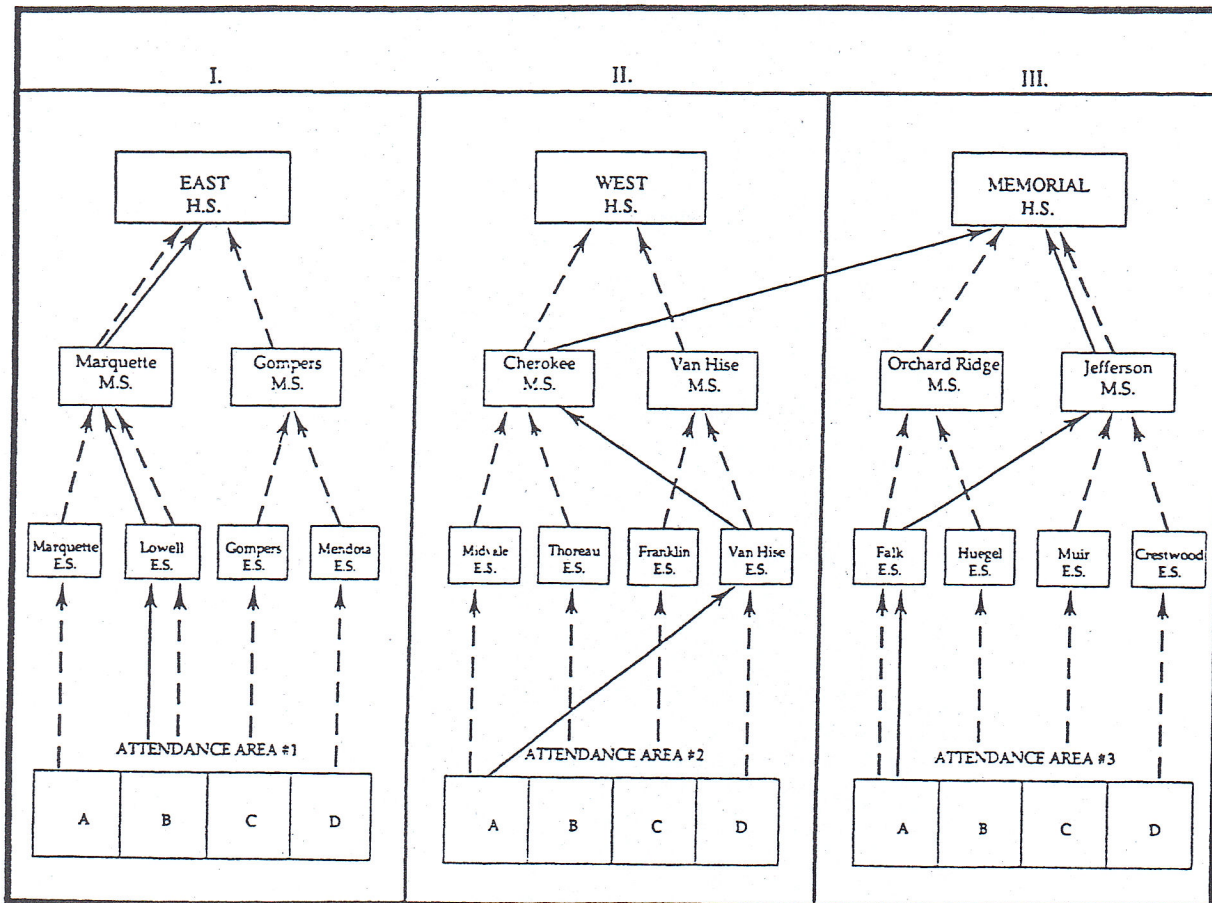 I.
II.
III.
EAST
H.S.
WEST
H.S.
MEMORIAL
H.S.
Marquette
M.S.
Gompers
M.S.
Cherokee
M.S.
Van Hise
M.S.
Orchard Ridge
M.S.
Jefferson
M.S.
Marquette
E.S.
Lowell
E.S.
Gompers
E.S.
Mendota
E.S.
Midvale
E.S.
Thoreau
E.S.
Franklin
E.S.
Van Hise
E.S.
Falk
E.S.
Huegel
E.S.
Muir
E.S.
Crestwood
E.S.
ATTENDANCE AREA #1
ATTENDANCE AREA #2
ATTENDANCE AREA #3
A
B
C
D
A
B
C
D
A
B
C
D